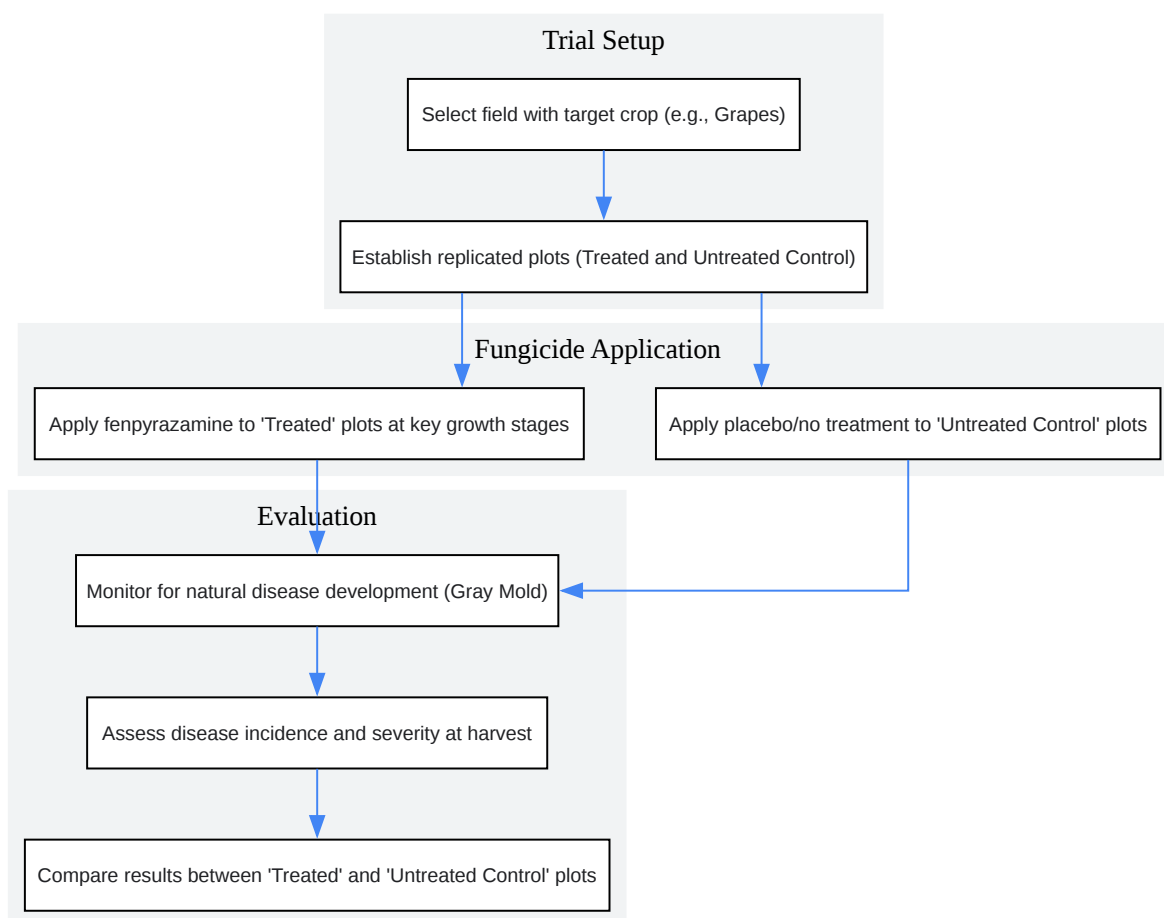 Trial Setup
Select field with target crop (e.g., Grapes)
Establish replicated plots (Treated and Untreated Control)
Fungicide Application
Apply fenpyrazamine to 'Treated' plots at key growth stages
Apply placebo/no treatment to 'Untreated Control' plots
Evaluation
Monitor for natural disease development (Gray Mold)
Assess disease incidence and severity at harvest
Compare results between 'Treated' and 'Untreated Control' plots